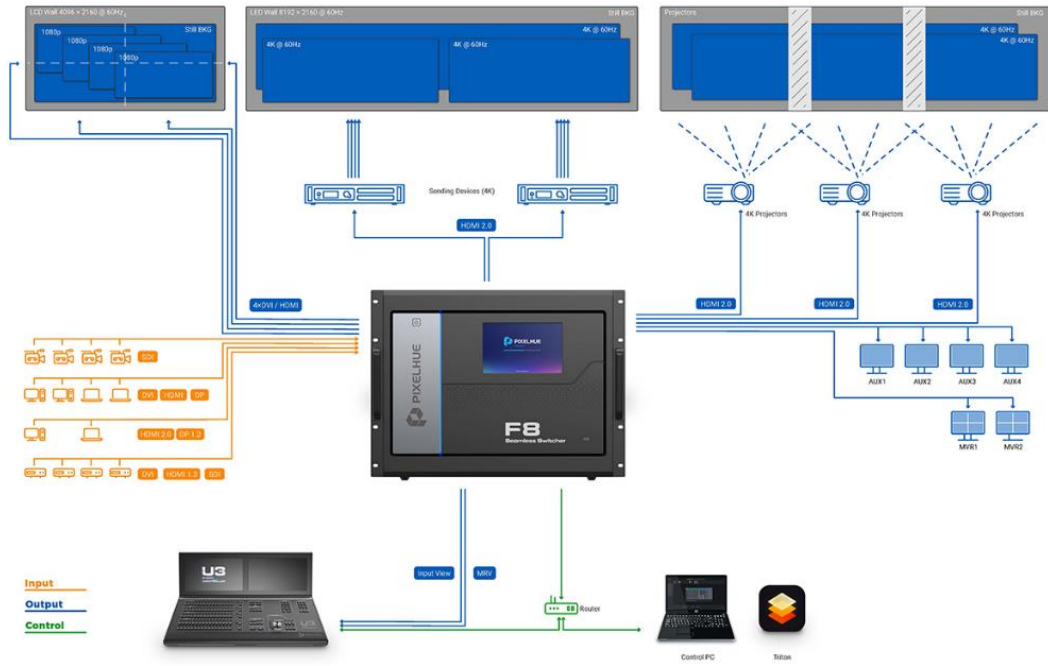 LCD Wall 4096 × 2160 @ 60Hz
Still BKG
1080p
1080p
1080p
1080p
LED Wall 8192 × 2160 @ 60Hz
Still BKG
4K @ 60Hz
4K @ 60Hz
4K @ 60Hz
Projectors
Still BKG
4K @ 60Hz
4K @ 60Hz
Sending Devices (4K)
4K Projectors
4K Projectors
4K Projectors
HDMI 2.0
4×DVI / HDMI
HDMI 2.0
HDMI 2.0
HDMI 2.0
SDI
DVI HDMI DP
HDMI 2.0 DP 1.2
DVI HDMI 1.3 SDI
PIXELHUE
PIXELHUE
F8
Seamless Switcher
AUX1 AUX2 AUX3 AUX4
MVR1 MVR2
Input View MRV
U3
U3
Router
Control PC
Triton
Input
Output
Control